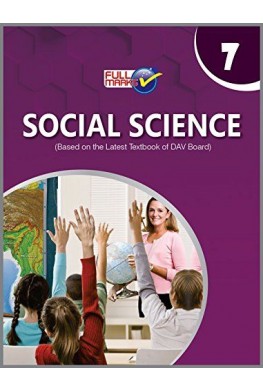 7
FULL
MARKS
SOCIAL SCIENCE
(Based on the Latest Textbook of DAV Board)